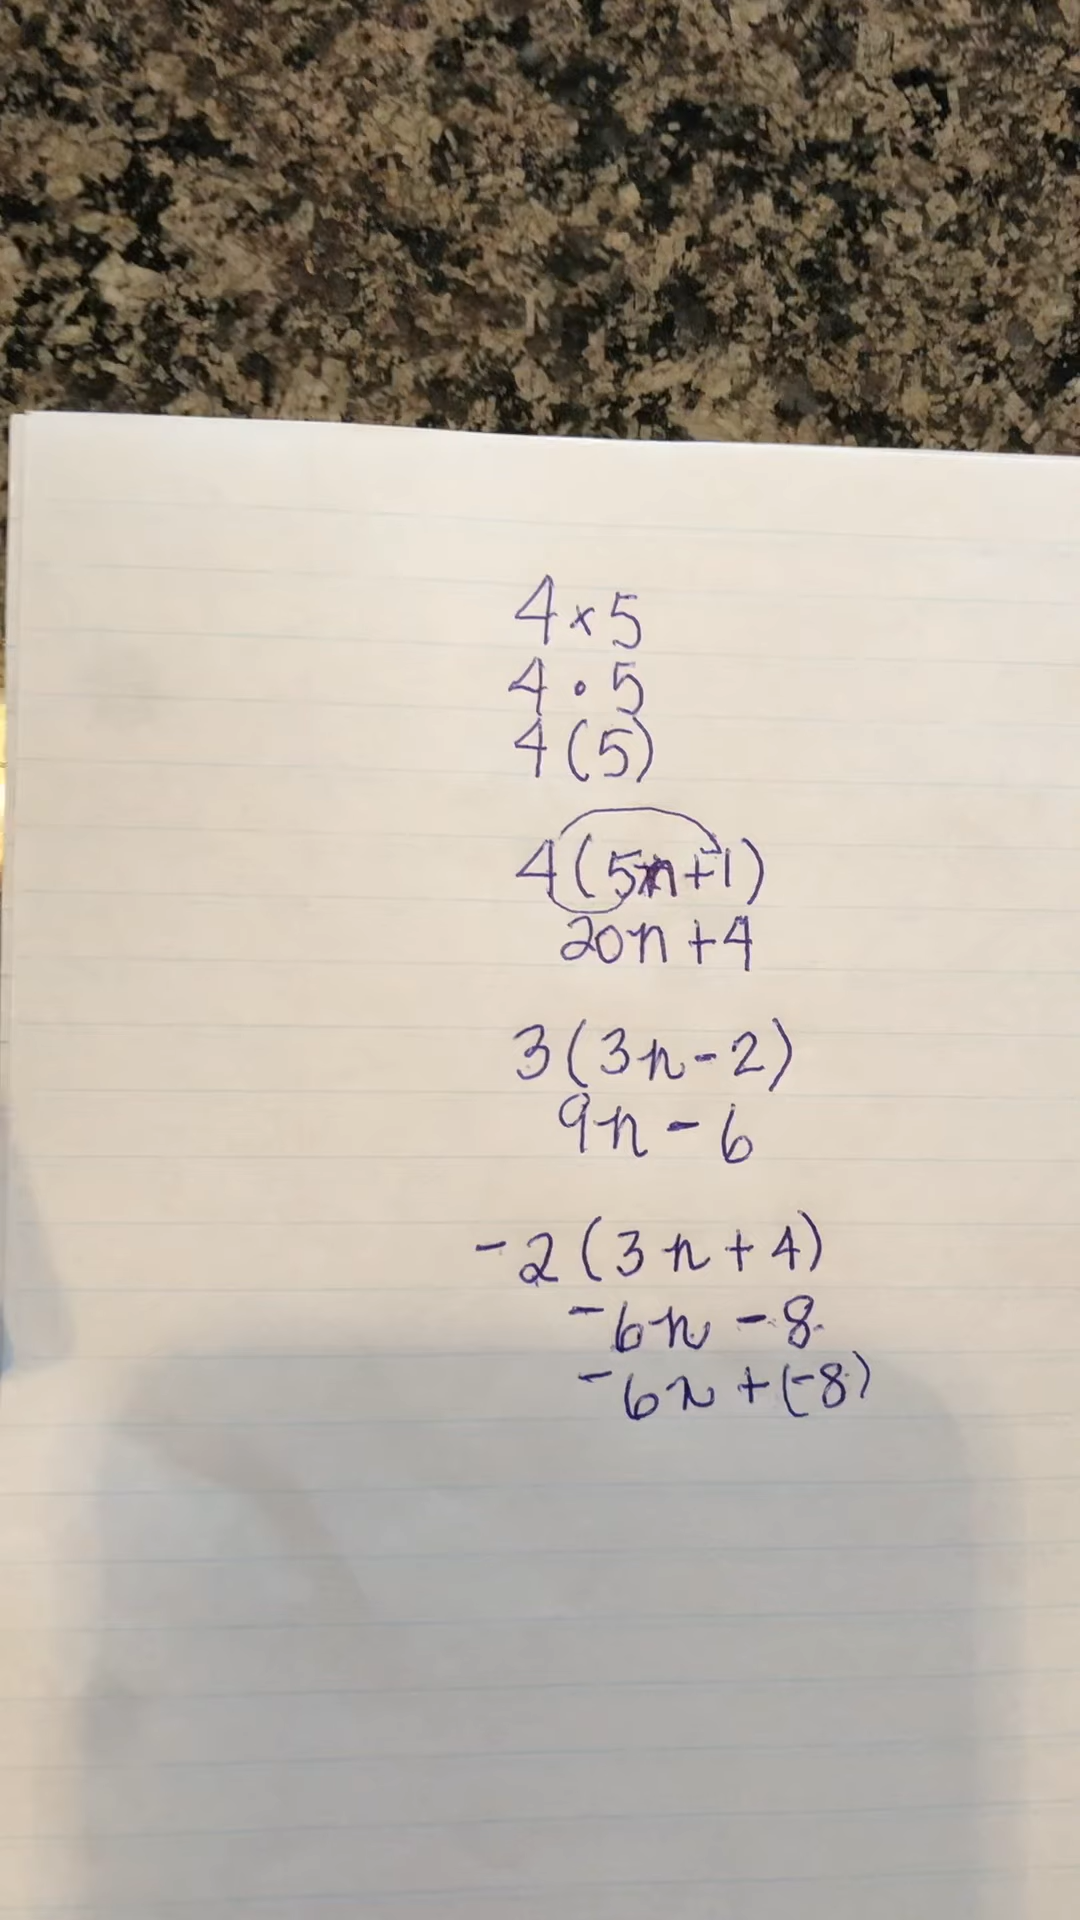 4×5
4•5
4(5)
4(5n+1)
20n+4
3(3n-2)
9n-6
-2(3n+4)
-6n-8
-6n+(-8)